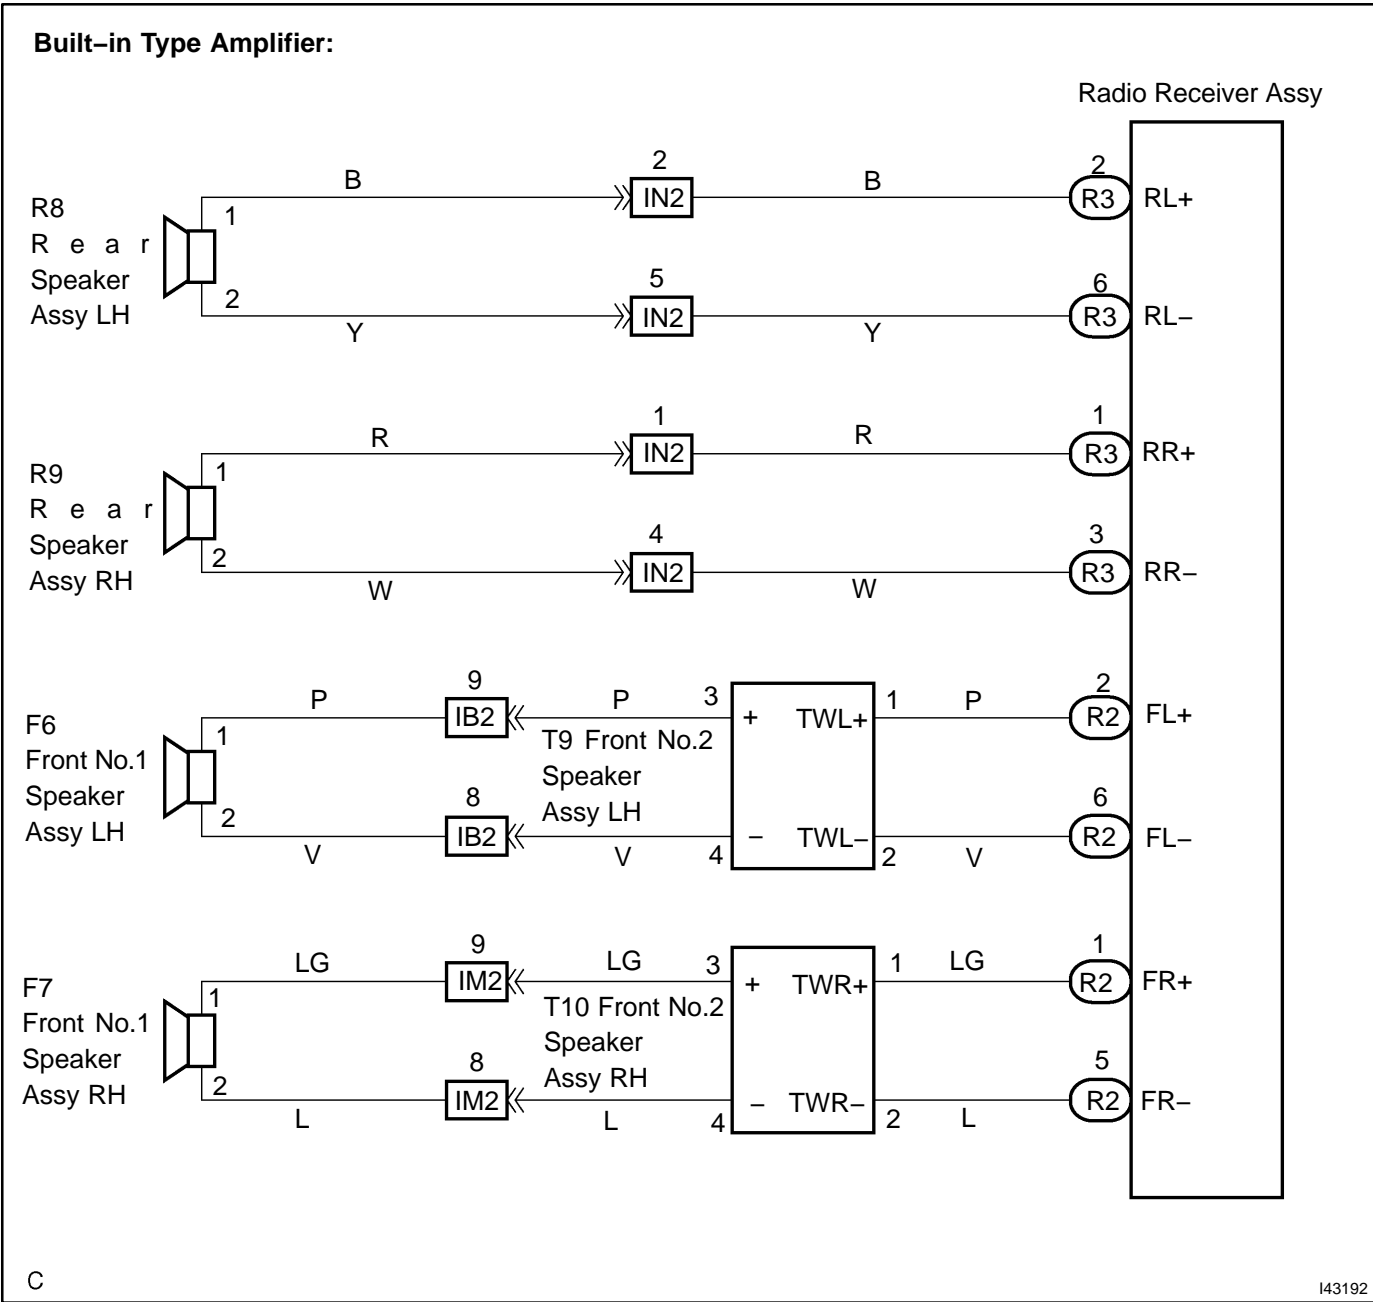 Built–in Type Amplifier:
Radio Receiver Assy
R8
R e a r
Speaker
Assy LH
1
2
B
Y
2
IN2
5
IN2
B
Y
2
R3
RL+
6
R3
RL–
R9
R e a r
Speaker
Assy RH
1
2
R
W
1
IN2
4
IN2
R
W
1
R3
RR+
3
R3
RR–
F6
Front No.1
Speaker
Assy LH
1
2
P
V
9
IB2
8
IB2
P
V
T9 Front No.2
Speaker
Assy LH
3
4
+ TWL+
– TWL–
1
2
P
V
2
R2
FL+
6
R2
FL–
F7
Front No.1
Speaker
Assy RH
1
2
LG
L
9
IM2
8
IM2
LG
L
T10 Front No.2
Speaker
Assy RH
3
4
+ TWR+
– TWR–
1
2
LG
L
1
R2
FR+
5
R2
FR–
C
I43192